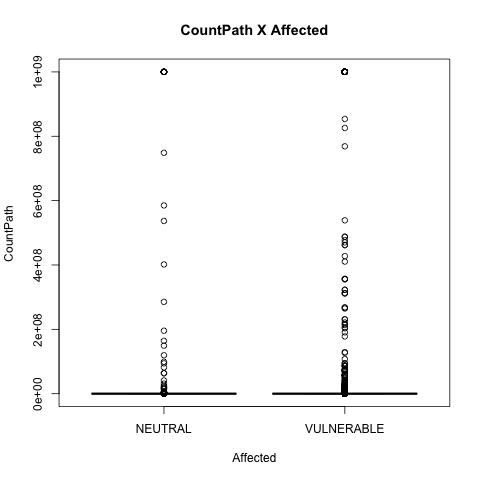 CountPath X Affected
1e+09
8e+08
6e+08
4e+08
2e+08
0e+00
CountPath
NEUTRAL
VULNERABLE
Affected